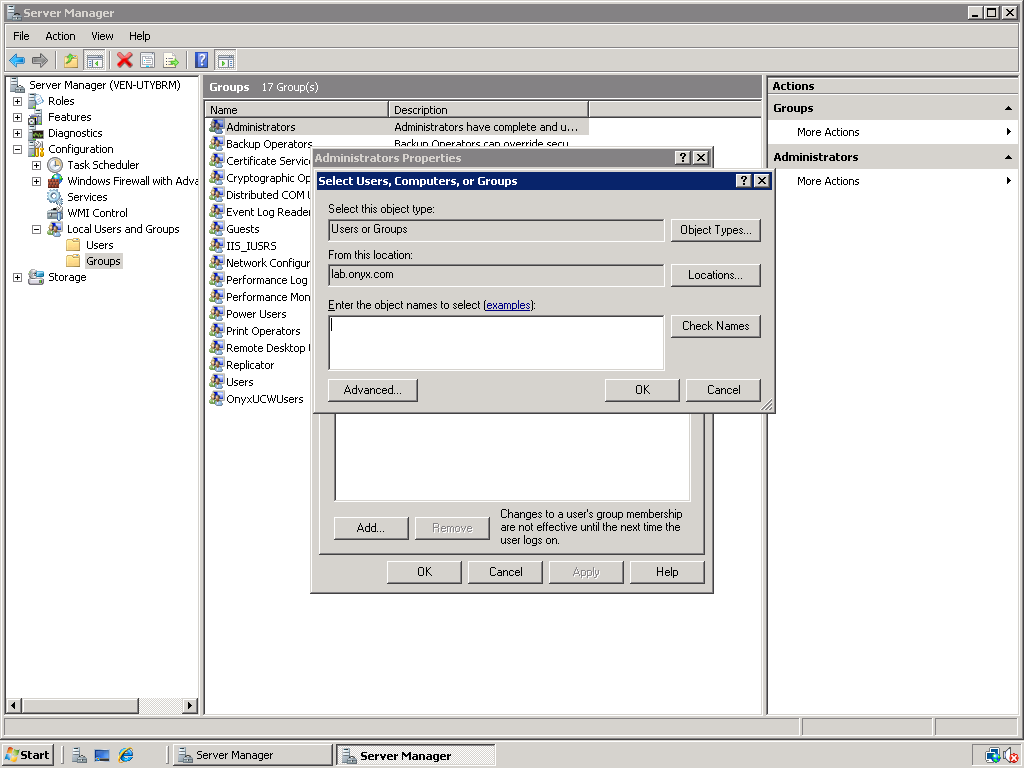 Server Manager
File Action View Help
Server Manager (VEN-UTYBRM)
Roles
Features
Diagnostics
Configuration
Task Scheduler
Windows Firewall with Adva
Services
WMI Control
Local Users and Groups
Users
Groups
Storage
Groups 17 Group(s)
Name Description
Administrators Administrators have complete and u...
Backup Operators Backup Operators can override secu
Certificate Servic
Cryptographic Op
Distributed COM
Event Log Reader
Guests
IIS_IUSRS
Network Configur
Performance Log
Performance Mon
Power Users
Print Operators
Remote Desktop
Replicator
Users
OnyxUCWUsers
Administrators Properties
Select Users, Computers, or Groups
Select this object type:
Users or Groups
Object Types...
From this location:
lab.onyx.com
Locations...
Enter the object names to select (examples):
Check Names
Advanced... OK Cancel
Add... Remove
Changes to a user's group membership
are not effective until the next time the
user logs on.
OK Cancel Apply Help
Actions
Groups
More Actions
Administrators
More Actions
Start Server Manager Server Manager